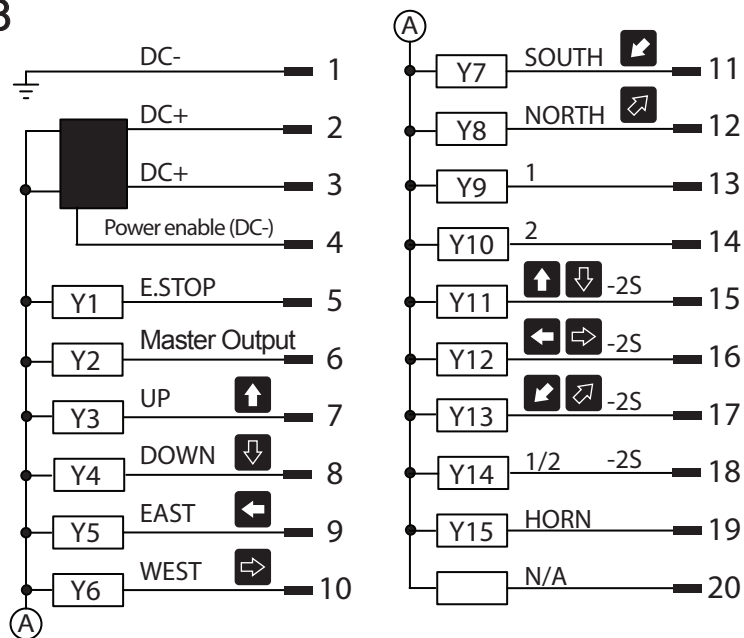 3
DC- 1
DC+ 2
DC+ 3
Power enable (DC-) 4
Y1 E.STOP 5
Y2 Master Output 6
Y3 UP 7
Y4 DOWN 8
Y5 EAST 9
Y6 WEST 10
A
A
Y7 SOUTH 11
Y8 NORTH 12
Y9 1 13
Y10 2 14
Y11 -2S 15
Y12 -2S 16
Y13 -2S 17
Y14 1/2 -2S 18
Y15 HORN 19
N/A 20